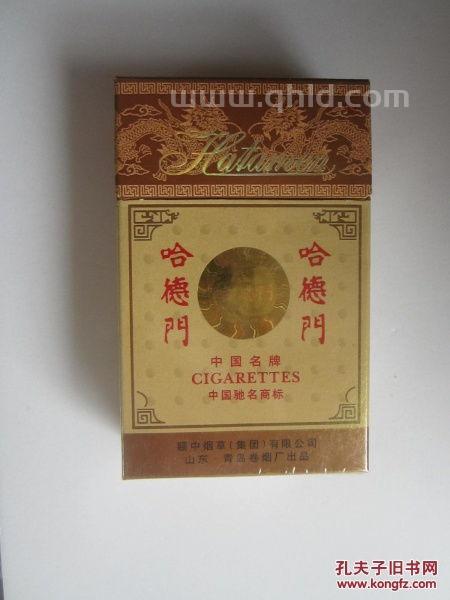 www.qhld.com
Hatamen
哈德門
哈德門
中国名牌
CIGARETTES
中国驰名商标
颐中烟草(集团)有限公司
山东·青岛卷烟厂出品
孔夫子旧书网
www.kongfz.com